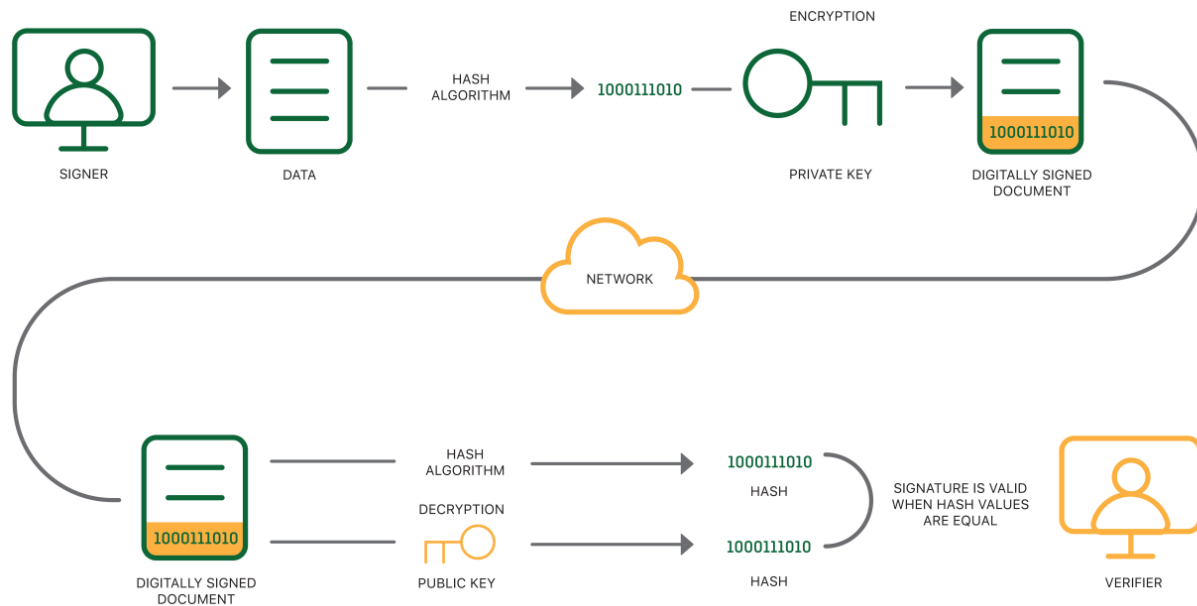 ENCRYPTION
HASH
ALGORITHM
1000111010
1000111010
SIGNER
DATA
PRIVATE KEY
DIGITALLY SIGNED
DOCUMENT
NETWORK
HASH
ALGORITHM
1000111010
HASH
SIGNATURE IS VALID
WHEN HASH VALUES
ARE EQUAL
DECRYPTION
1000111010
1000111010
PUBLIC KEY
HASH
DIGITALLY SIGNED
DOCUMENT
VERIFIER